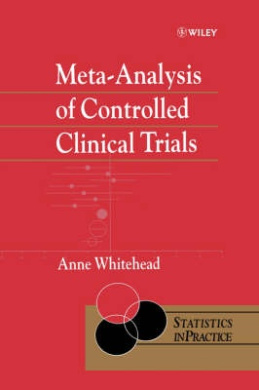 WILEY
Meta-Analysis
of Controlled
Clinical Trials
Anne Whitehead
STATISTICS
IN PRACTICE